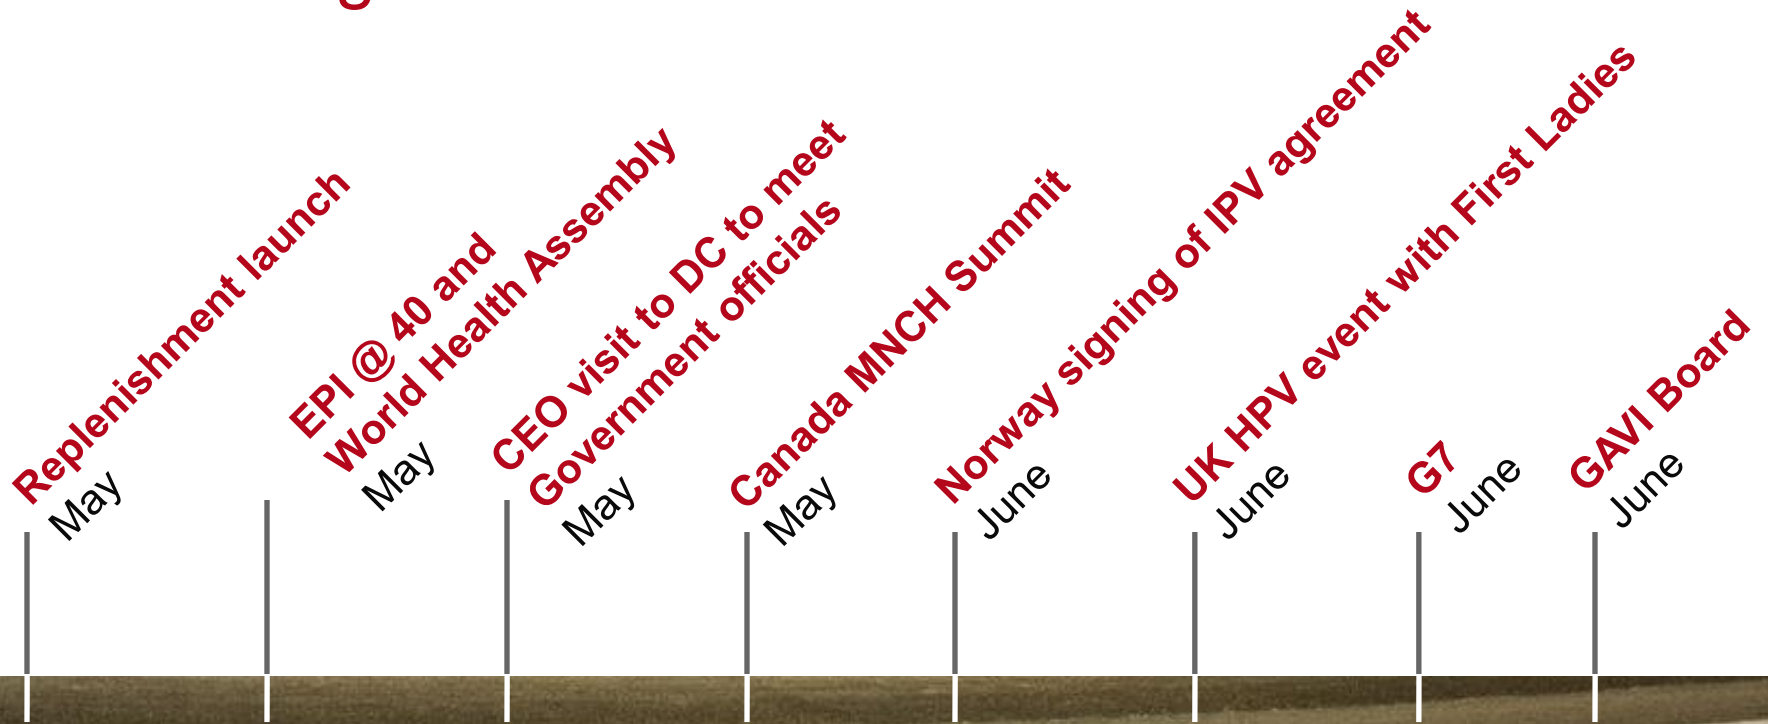 Replenishment launch
May
EPI @ 40 and
World Health Assembly
May
CEO visit to DC to meet
Government officials
May
Canada MNCH Summit
May
Norway signing of IPV agreement
June
UK HPV event with First Ladies
June
G7
June
GAVI Board
June